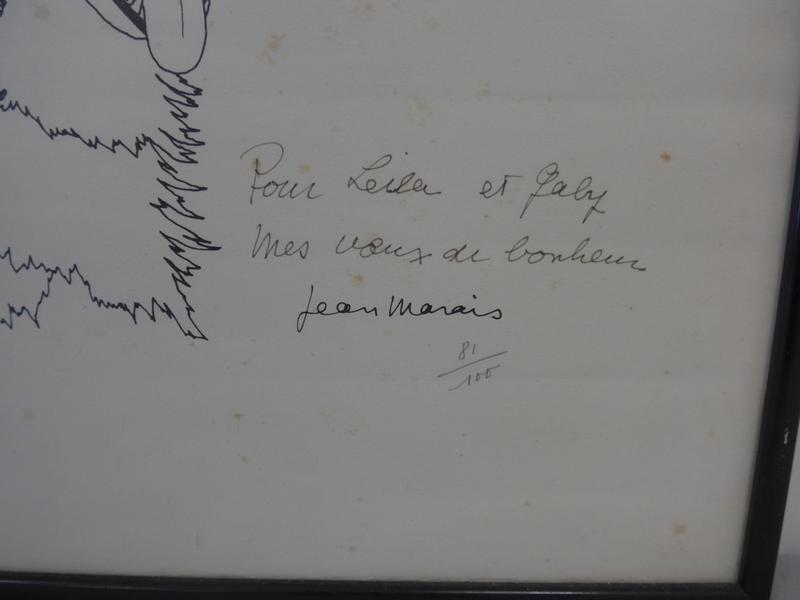 Pour Leila et Gaby
Mes vœux de bonheur
Jean Marais
81/100